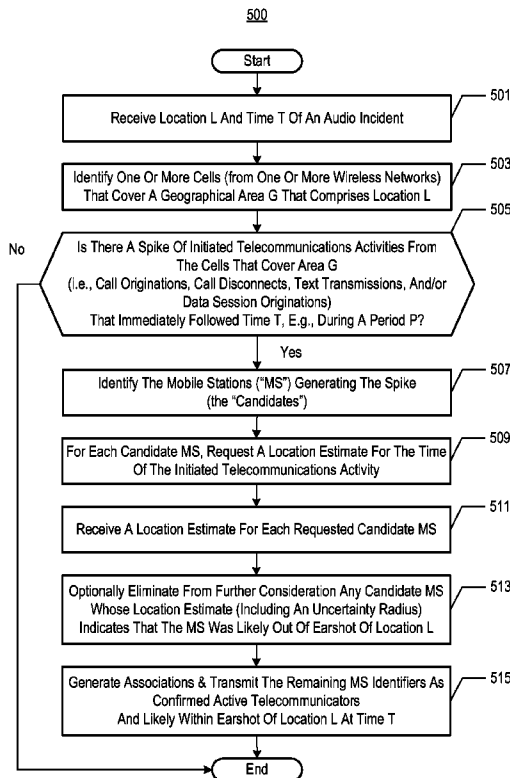 500
Start
501
Receive Location L And Time T Of An Audio Incident
503
Identify One Or More Cells (from One Or More Wireless Networks)
That Cover A Geographical Area G That Comprises Location L
505
No
Is There A Spike Of Initiated Telecommunications Activities From
The Cells That Cover Area G
(i.e., Call Originations, Call Disconnects, Text Transmissions, And/or
Data Session Originations)
That Immediately Followed Time T, E.g., During A Period P?
Yes
507
Identify The Mobile Stations ("MS") Generating The Spike
(the "Candidates")
509
For Each Candidate MS, Request A Location Estimate For The Time
Of The Initiated Telecommunications Activity
511
Receive A Location Estimate For Each Requested Candidate MS
513
Optionally Eliminate From Further Consideration Any Candidate MS
Whose Location Estimate (Including An Uncertainty Radius)
Indicates That The MS Was Likely Out Of Earshot Of Location L
515
Generate Associations & Transmit The Remaining MS Identifiers As
Confirmed Active Telecommunicators
And Likely Within Earshot Of Location L At Time T
End